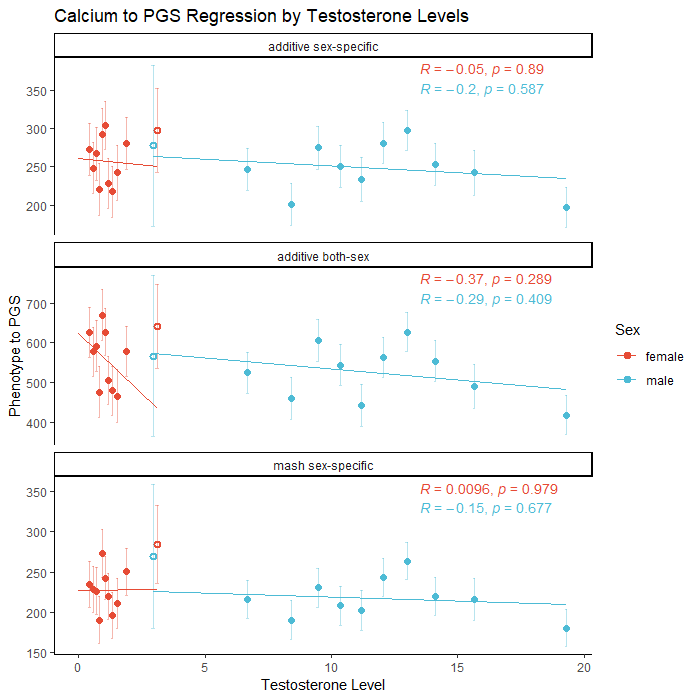 Calcium to PGS Regression by Testosterone Levels
additive sex-specific
R = −0.05, p = 0.89
R = −0.2, p = 0.587
350
300
250
200
additive both-sex
R = −0.37, p = 0.289
R = −0.29, p = 0.409
700
600
500
400
Phenotype to PGS
Sex
female
male
mash sex-specific
R = 0.0096, p = 0.979
R = −0.15, p = 0.677
350
300
250
200
150
0 5 10 15 20
Testosterone Level